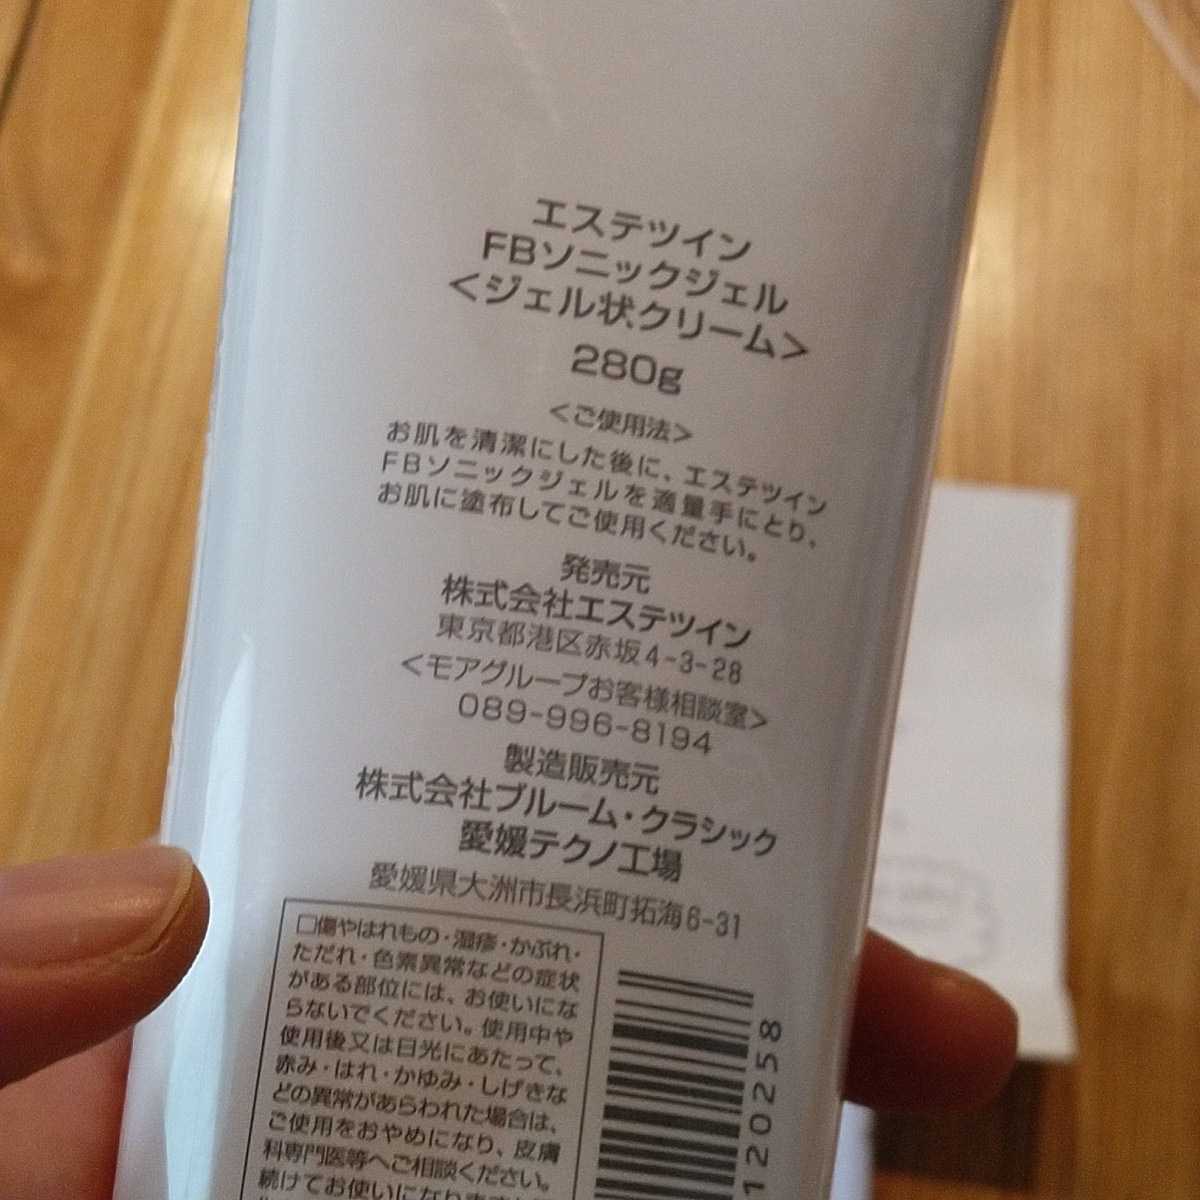 エステツイン
FBソニックジェル
<ジェル状クリーム>
280g
<ご使用法>
お肌を清潔にした後に、エステツイン
FBソニックジェルを適量手にとり、
お肌に塗布してご使用ください。
発売元
株式会社エステツイン
東京都港区赤坂4-3-28
<モアグループお客様相談室>
089-996-8194
製造販売元
株式会社ブルーム・クラシック
愛媛テクノ工場
愛媛県大洲市長浜町拓海6-31
□傷やはれもの・湿疹・かぶれ・
ただれ・色素異常などの症状
がある部位には、お使いにな
らないでください。使用中や
使用後又は日光にあたって、
赤み・はれ・かゆみ・しげきな
どの異常があらわれた場合は、
ご使用をおやめになり、皮膚
科専門医等へご相談ください。
続けてお使いになりますと
120258